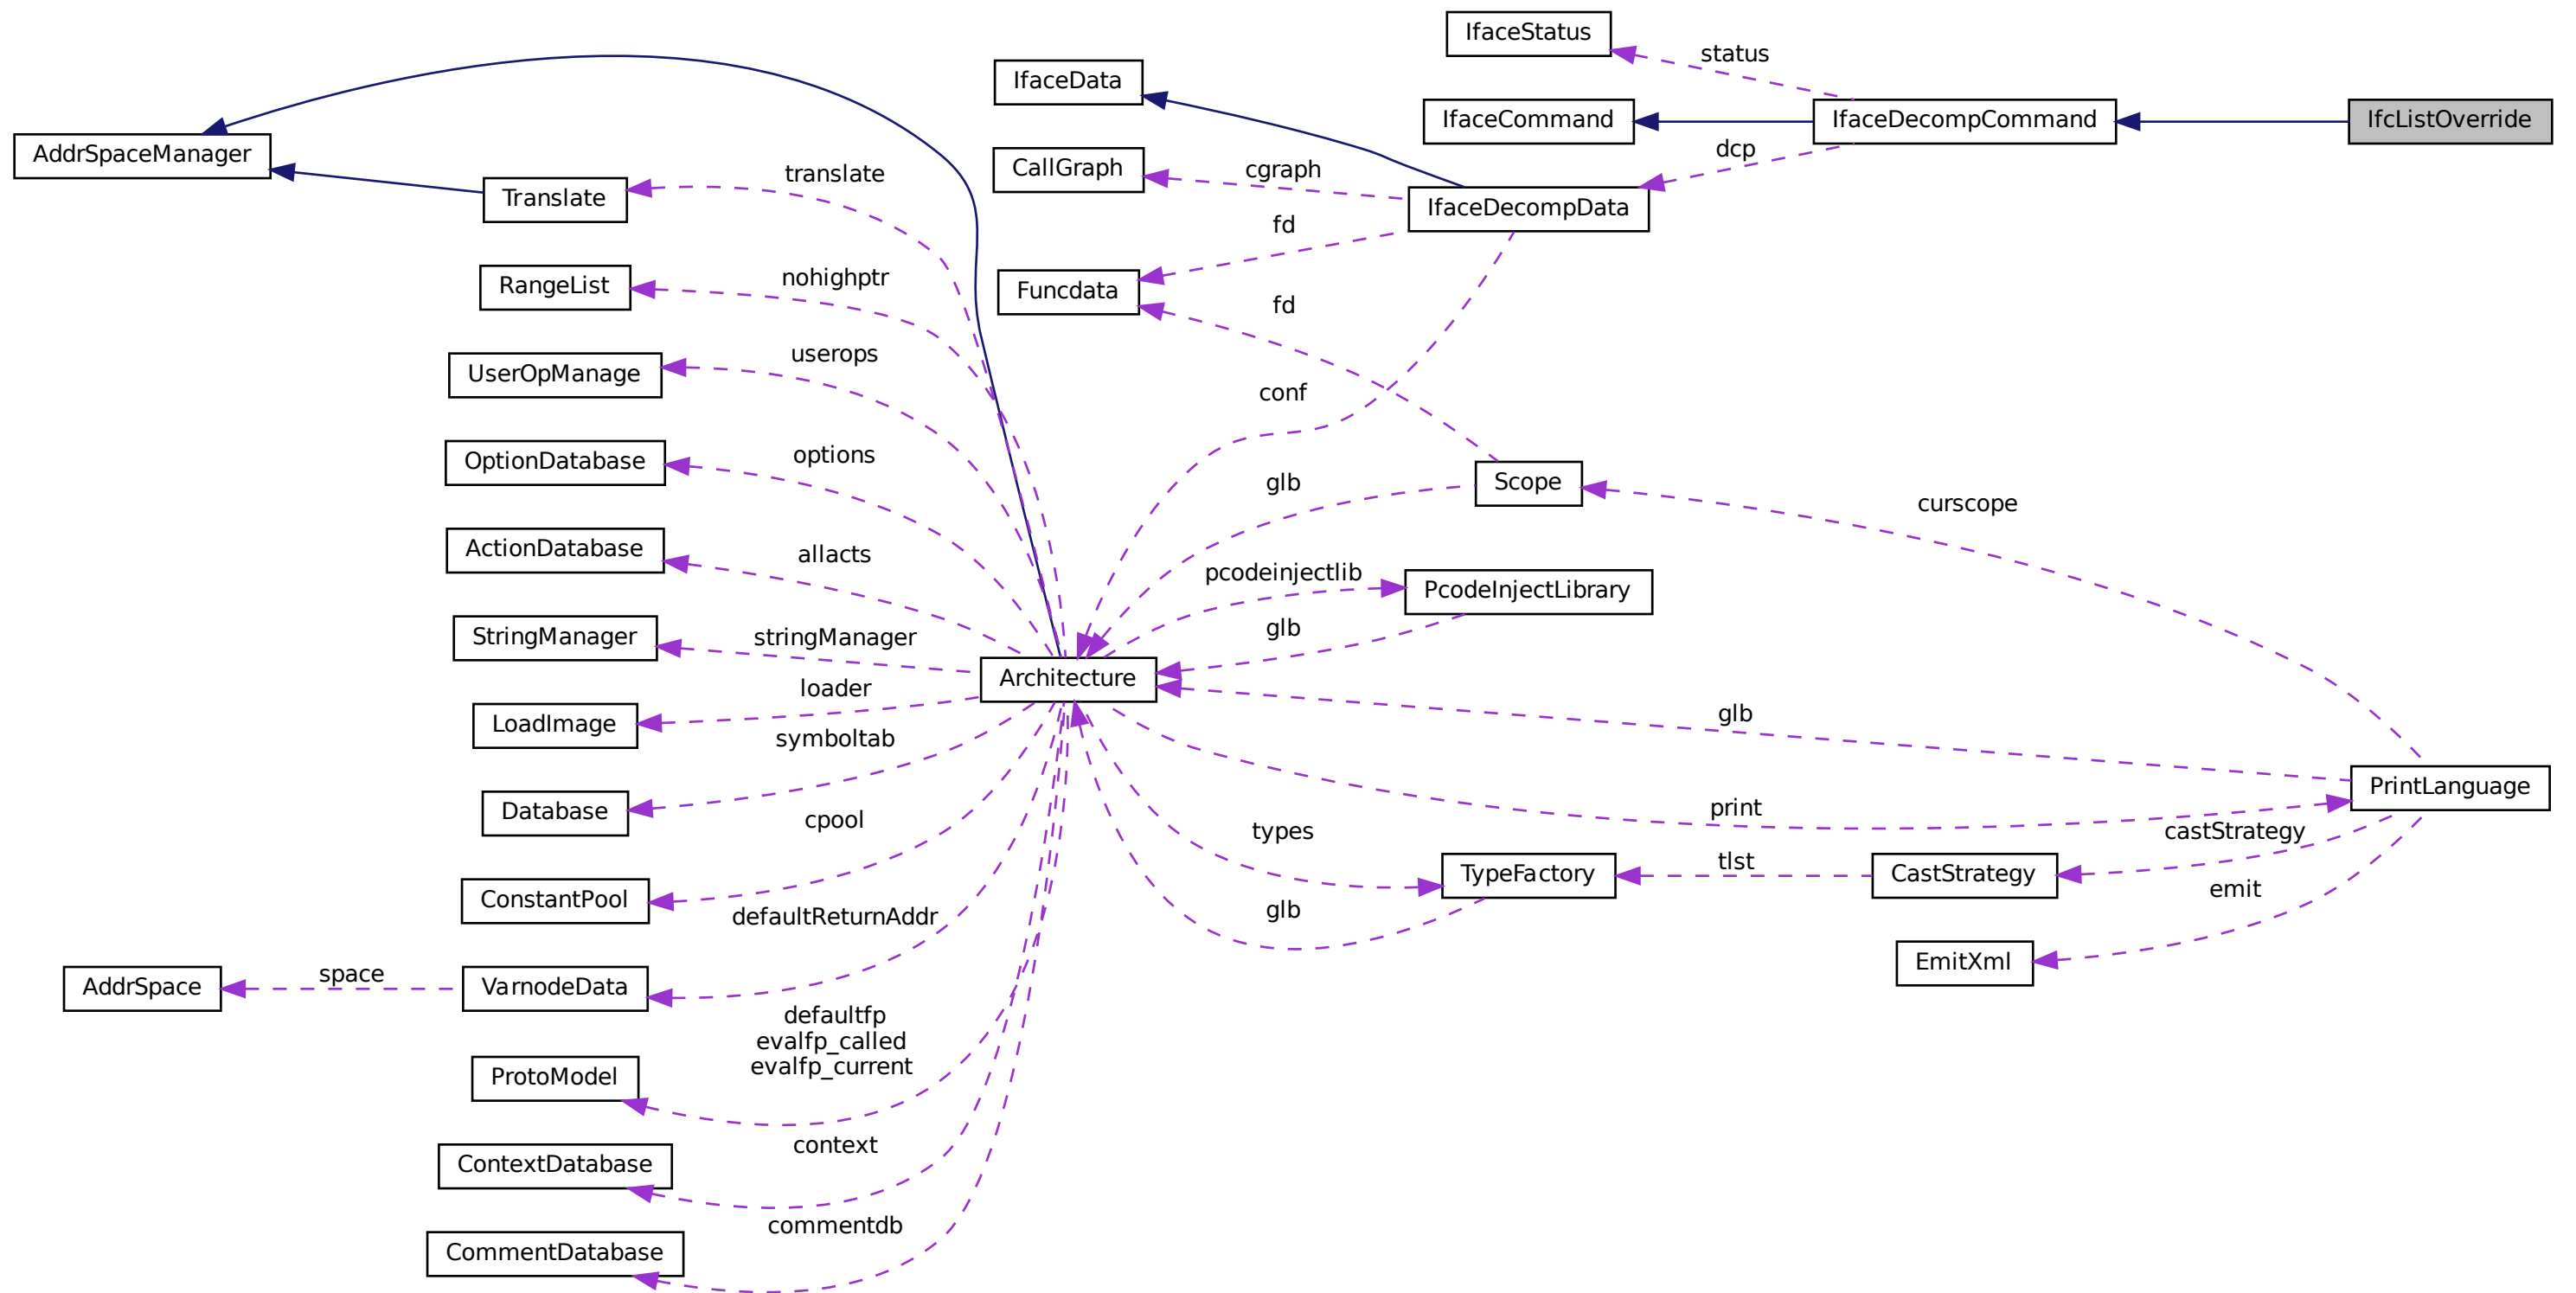 IfaceStatus
status
IfaceData
IfaceCommand
IfaceDecompCommand
IfcListOverride
AddrSpaceManager
dcp
CallGraph
cgraph
translate
Translate
IfaceDecompData
fd
nohighptr
RangeList
Funcdata
fd
userops
UserOpManage
conf
options
OptionDatabase
glb
Scope
curscope
allacts
ActionDatabase
pcodeinjectlib
PcodeInjectLibrary
stringManager
StringManager
glb
Architecture
loader
LoadImage
glb
symboltab
PrintLanguage
Database
print
cpool
types
castStrategy
tlst
TypeFactory
CastStrategy
ConstantPool
emit
glb
defaultReturnAddr
EmitXml
space
AddrSpace
VarnodeData
defaultfp
evalfp_called
evalfp_current
ProtoModel
context
ContextDatabase
commentdb
CommentDatabase